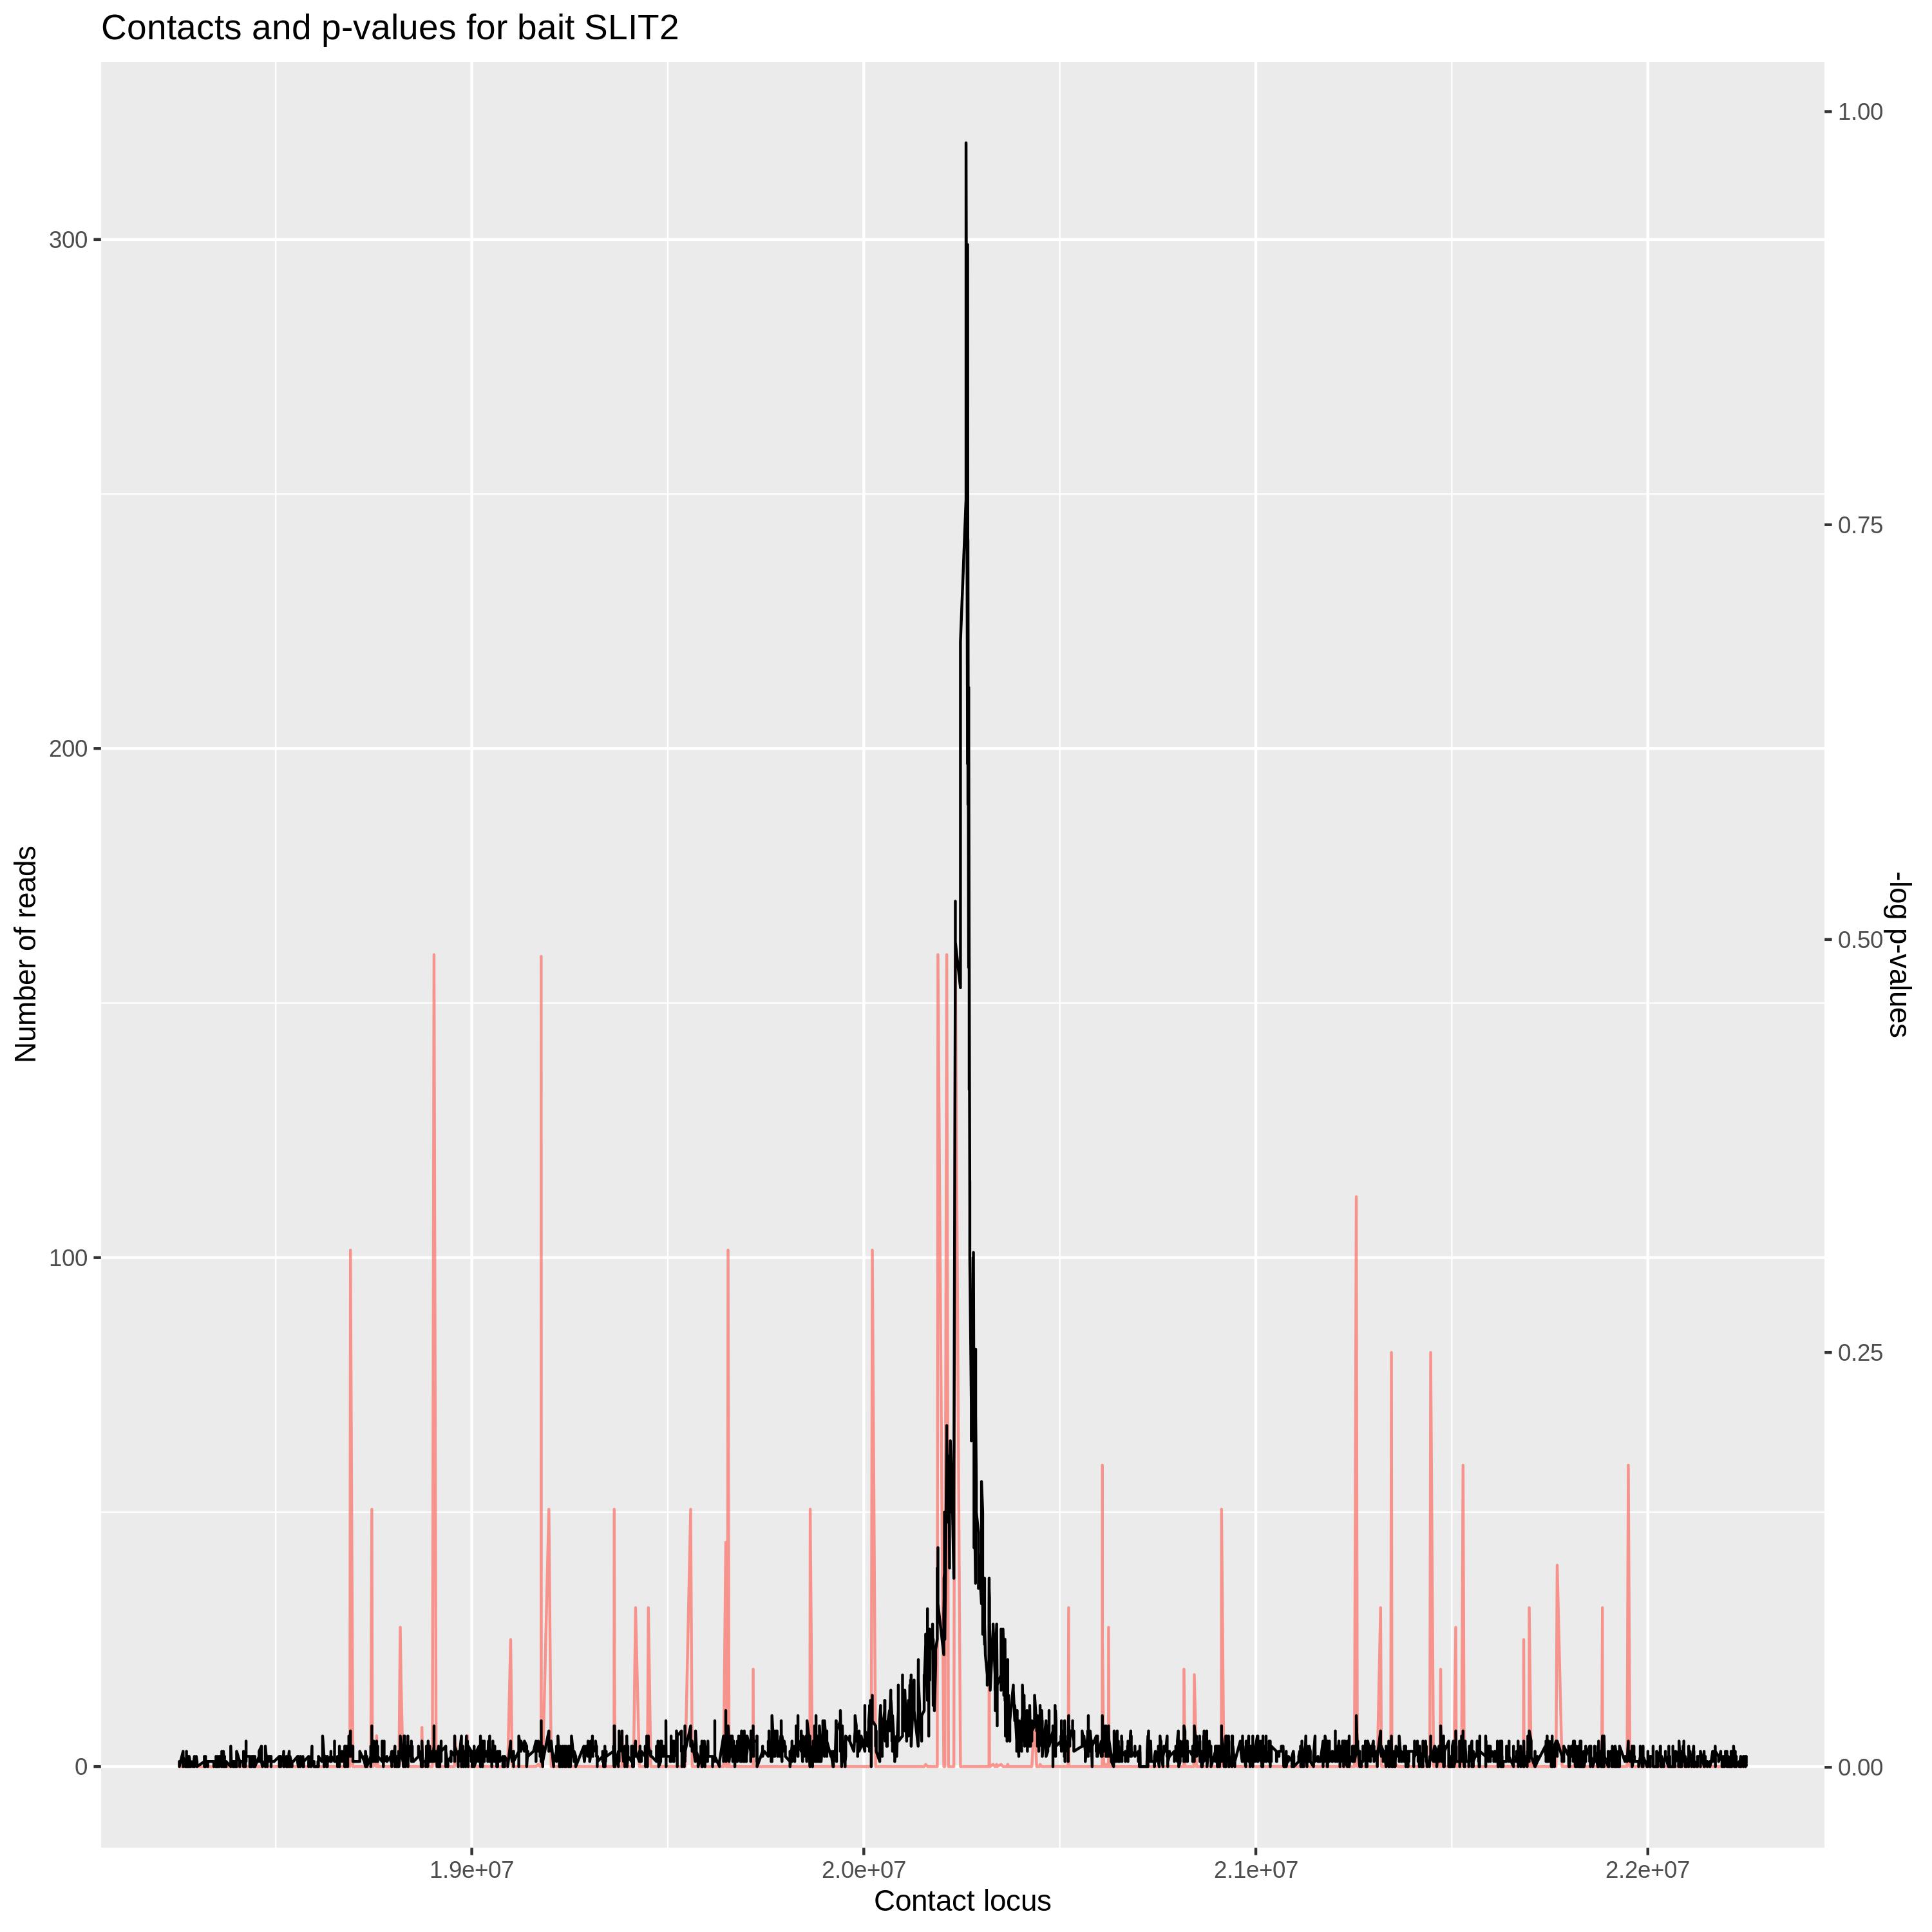 Contacts and p-values for bait SLIT2
300
200
100
0
Number of reads
1.00
0.75
0.50
0.25
0.00
-log p-values
1.9e+07
2.0e+07
2.1e+07
2.2e+07
Contact locus